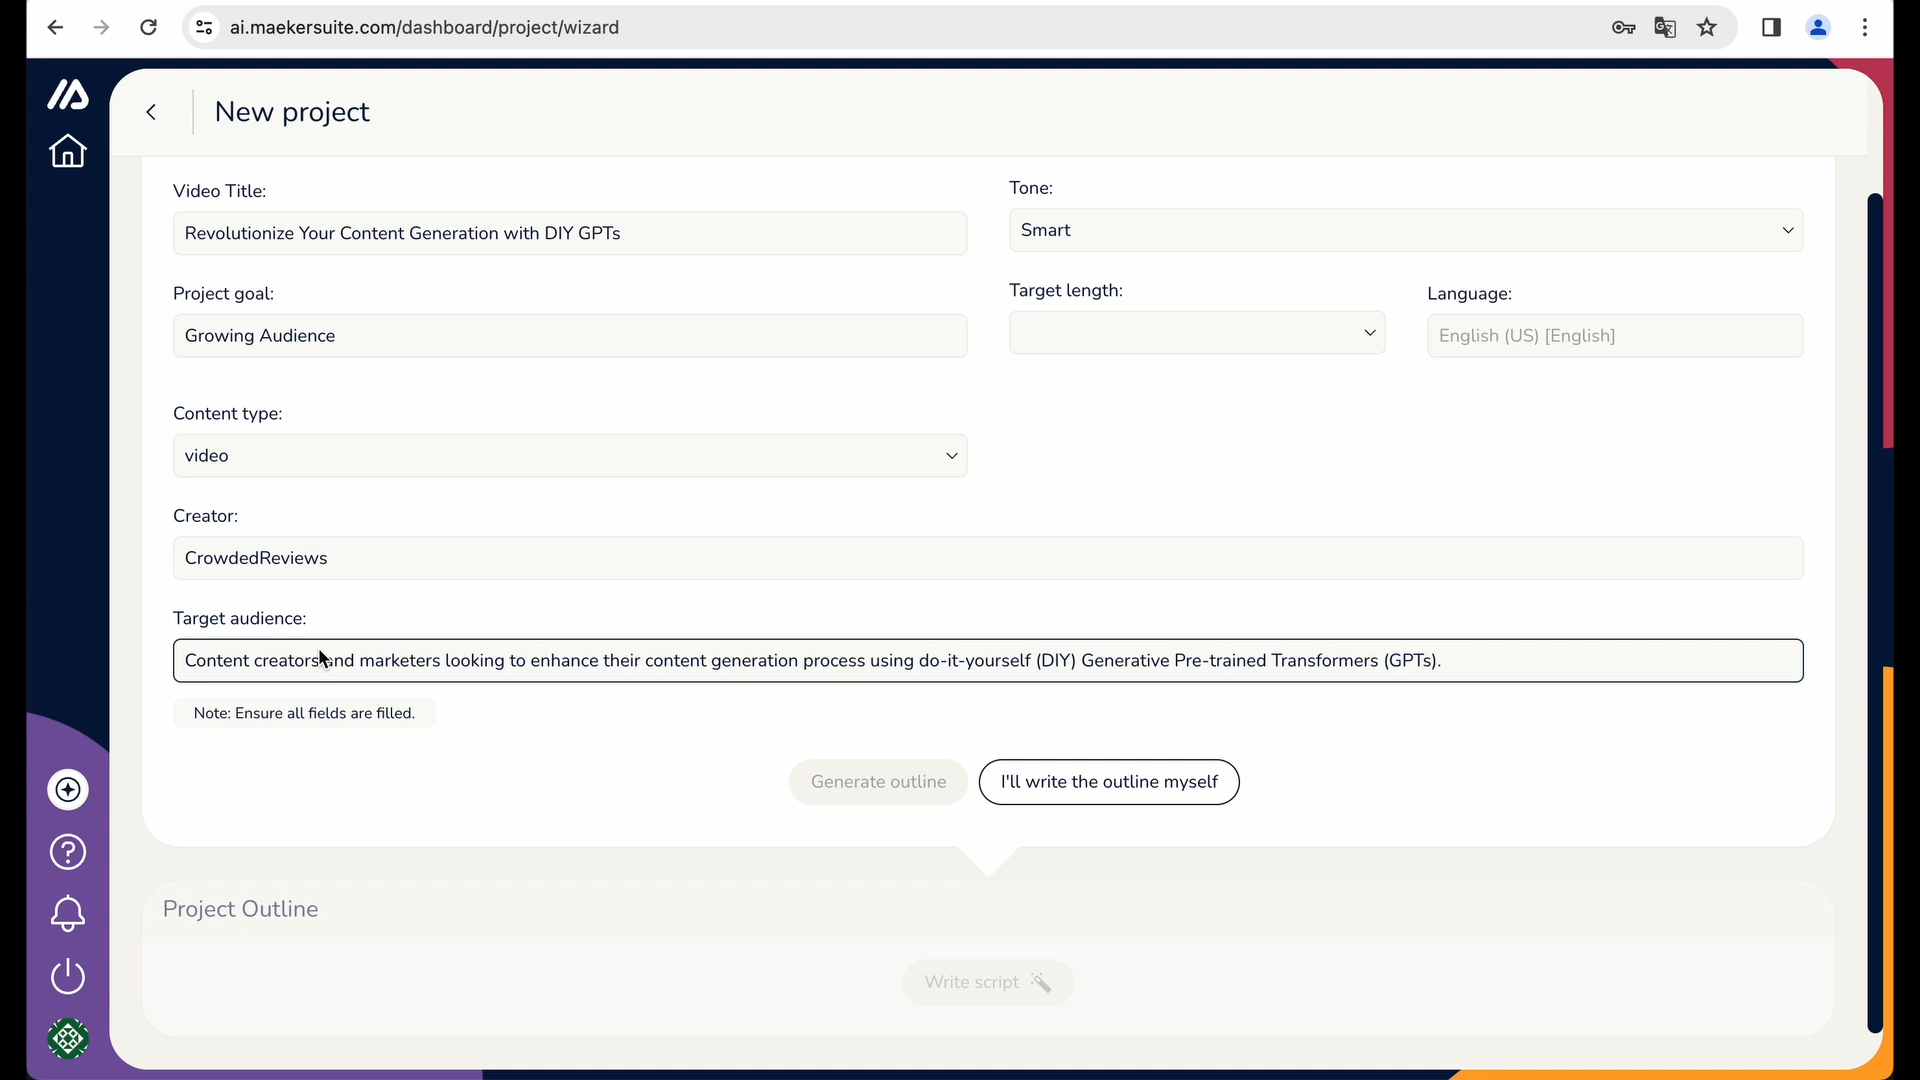 ai.maekersuite.com/dashboard/project/wizard
New project
Video Title:
Revolutionize Your Content Generation with DIY GPTs
Tone:
Smart
Project goal:
Growing Audience
Target length:
Language:
English (US) [English]
Content type:
video
Creator:
CrowdedReviews
Target audience:
Content creators and marketers looking to enhance their content generation process using do-it-yourself (DIY) Generative Pre-trained Transformers (GPTs).
Note: Ensure all fields are filled.
Generate outline
I'll write the outline myself
Project Outline
Write script